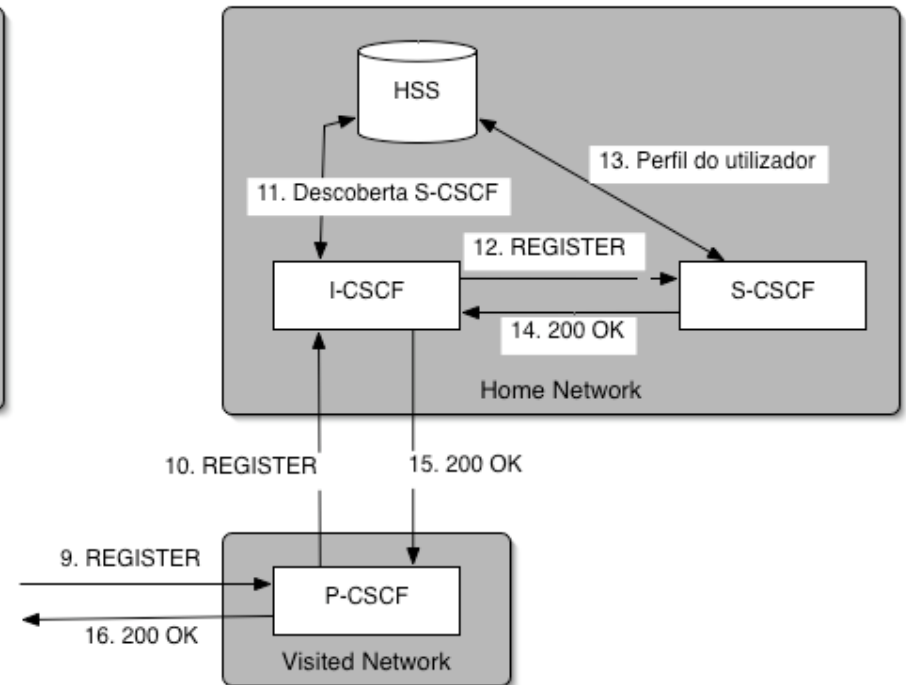 HSS
13. Perfil do utilizador
11. Descoberta S-CSCF
12. REGISTER
I-CSCF
S-CSCF
14. 200 OK
Home Network
10. REGISTER
15. 200 OK
9. REGISTER
P-CSCF
16. 200 OK
Visited Network